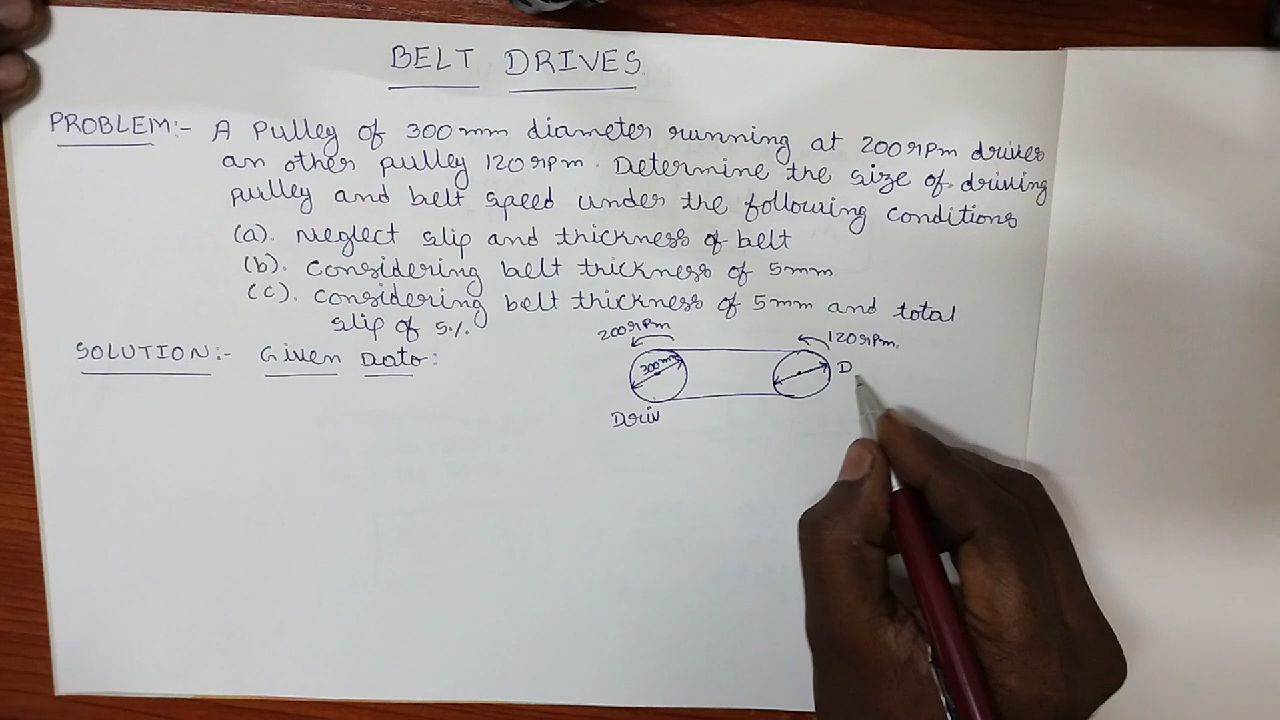 BELT DRIVES
PROBLEM:- A Pulley of 300mm diameter running at 200rpm drives
an other pulley 120rpm. Determine the size of driving
pulley and belt speed under the following conditions
(a). neglect slip and thickness of belt
(b). considering belt thickness of 5mm
(c). considering belt thickness of 5mm and total
slip of 5%.
SOLUTION:- Given Data:
200rpm
120rpm.
300mm
D
Driv